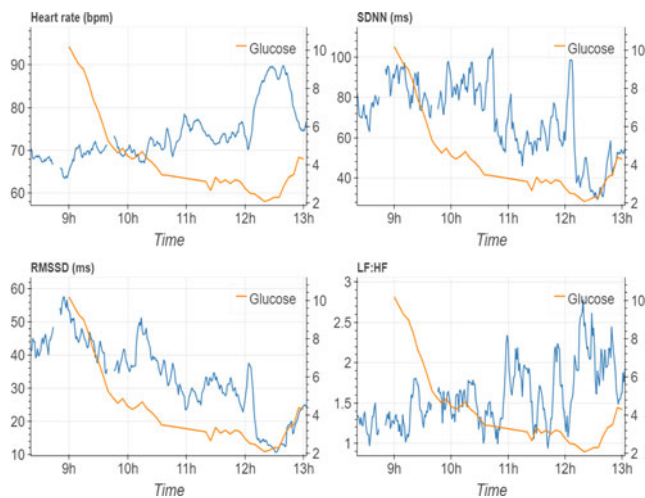 Heart rate (bpm)
Glucose
90
80
70
60
10
8
6
4
2
9h 10h 11h 12h 13h
Time
SDNN (ms)
Glucose
100
80
60
40
10
8
6
4
2
9h 10h 11h 12h 13h
Time
RMSSD (ms)
Glucose
60
50
40
30
20
10
10
8
6
4
2
9h 10h 11h 12h 13h
Time
LF:HF
Glucose
3
2.5
2
1.5
1
10
8
6
4
2
9h 10h 11h 12h 13h
Time